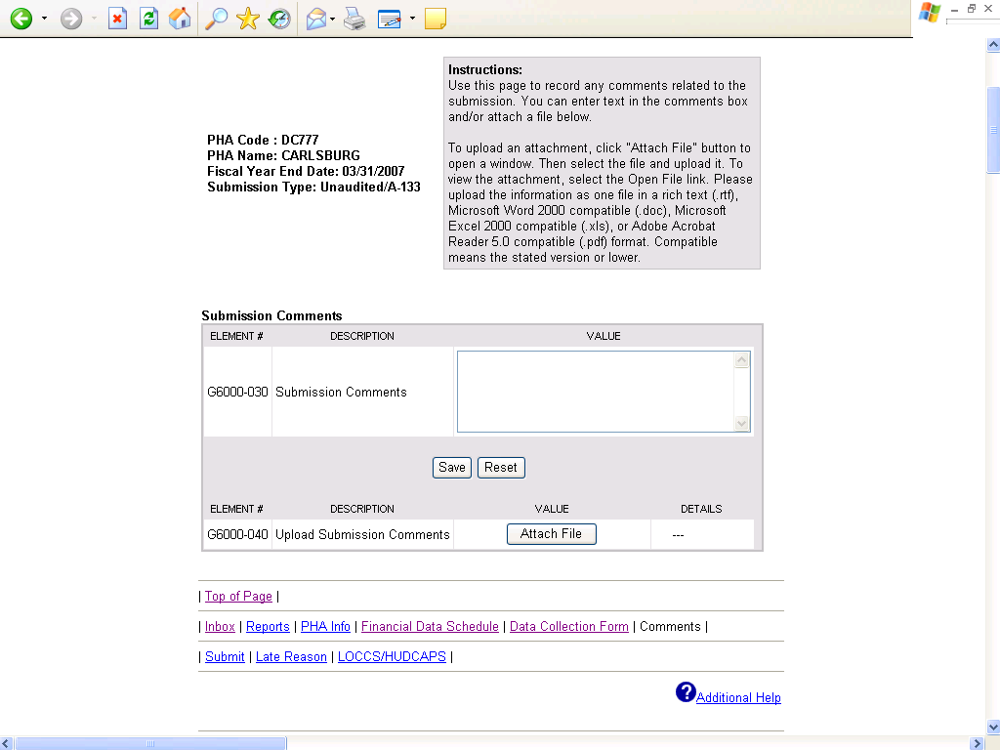 Instructions:
Use this page to record any comments related to the
submission. You can enter text in the comments box
and/or attach a file below.
To upload an attachment, click "Attach File" button to
open a window. Then select the file and upload it. To
view the attachment, select the Open File link. Please
upload the information as one file in a rich text (.rtf),
Microsoft Word 2000 compatible (.doc), Microsoft
Excel 2000 compatible (.xls), or Adobe Acrobat
Reader 5.0 compatible (.pdf) format. Compatible
means the stated version or lower.
PHA Code : DC777
PHA Name: CARLSBURG
Fiscal Year End Date: 03/31/2007
Submission Type: Unaudited/A-133
Submission Comments
ELEMENT # DESCRIPTION VALUE
G6000-030 Submission Comments
Save Reset
ELEMENT # DESCRIPTION VALUE DETAILS
G6000-040 Upload Submission Comments Attach File ---
| Top of Page |
| Inbox | Reports | PHA Info | Financial Data Schedule | Data Collection Form | Comments |
| Submit | Late Reason | LOCCS/HUDCAPS |
? Additional Help